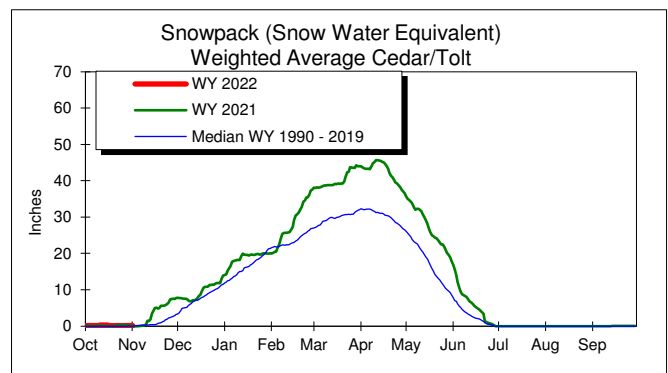 Snowpack (Snow Water Equivalent)
Weighted Average Cedar/Tolt
70
60
50
40
30
20
10
0
Inches
WY 2022
WY 2021
Median WY 1990 - 2019
Oct Nov Dec Jan Feb Mar Apr May Jun Jul Aug Sep